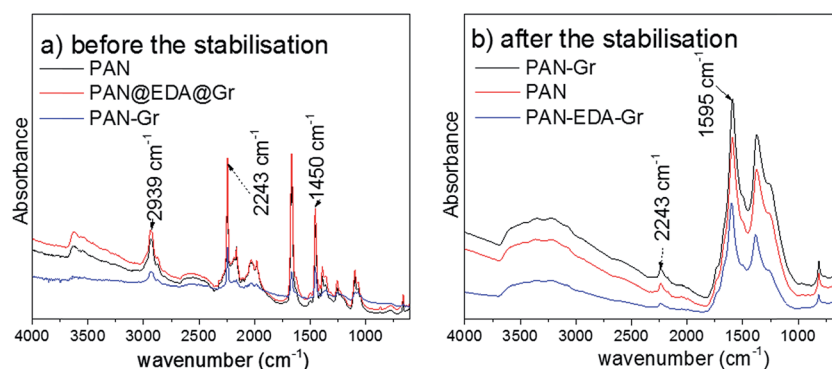 a) before the stabilisation
PAN
PAN@EDA@Gr
PAN-Gr
2939 cm⁻¹
2243 cm⁻¹
1450 cm⁻¹
Absorbance
4000 3500 3000 2500 2000 1500 1000
wavenumber (cm⁻¹)
b) after the stabilisation
PAN-Gr
PAN
PAN-EDA-Gr
2243 cm⁻¹
1595 cm⁻¹
Absorbance
4000 3500 3000 2500 2000 1500 1000
wavenumber (cm⁻¹)